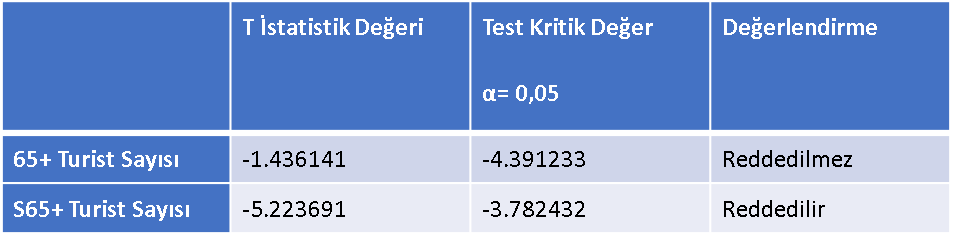 T İstatistik Değeri Test Kritik Değer Değerlendirme
α= 0,05
65+ Turist Sayısı -1.436141 -4.391233 Reddedilmez
S65+ Turist Sayısı -5.223691 -3.782432 Reddedilir